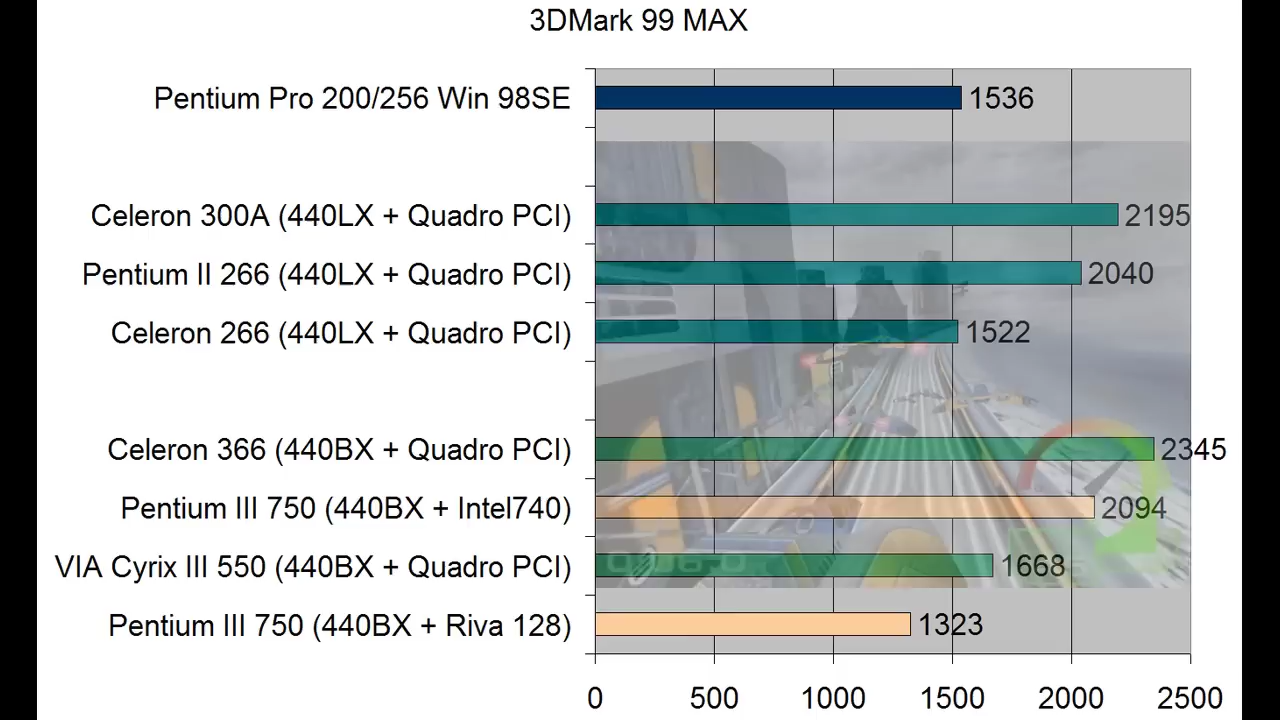 3DMark 99 MAX
Pentium Pro 200/256 Win 98SE 1536
Celeron 300A (440LX + Quadro PCI) 2195
Pentium II 266 (440LX + Quadro PCI) 2040
Celeron 266 (440LX + Quadro PCI) 1522
Celeron 366 (440BX + Quadro PCI) 2345
Pentium III 750 (440BX + Intel740) 2094
VIA Cyrix III 550 (440BX + Quadro PCI) 1668
Pentium III 750 (440BX + Riva 128) 1323
0 500 1000 1500 2000 2500